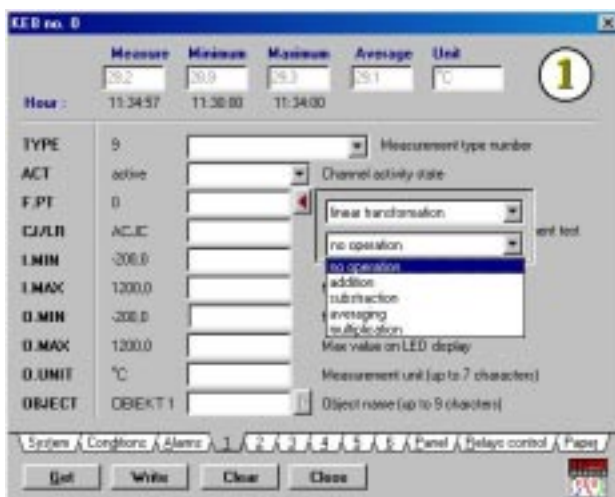 KEB no. 0
Measure Minimum Maximum Average Unit
29.2 28.9 29.3 29.1 °C
1
Hour : 11:34:57 11:30:00 11:34:00
TYPE 9 Measurement type number
ACT active Channel activity state
F.PT 0 linear transformation
CJ/LR ACJC no operation ent test
no operation
I.MIN -200,0 addition
substraction
I.MAX 1200,0 averaging
O.MIN -200,0 multiplication
O.MAX 1200,0 Max value on LED display
O.UNIT °C Measurement unit (up to 7 characters)
OBJECT OBIEKT 1 Object name (up to 9 charcters)
System Conditions Alarms 1 2 3 4 5 6 Panel Relays control Paper
Get Write Clear Close